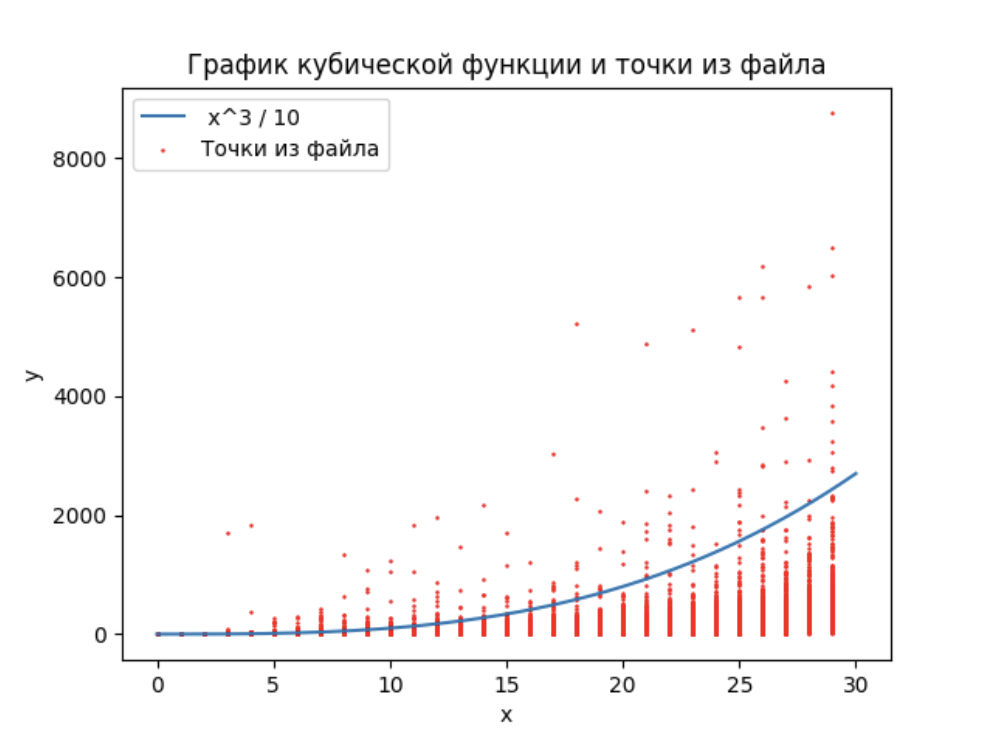 График кубической функции и точки из файла
x^3 / 10
Точки из файла
8000
6000
4000
2000
0
y
0 5 10 15 20 25 30
x